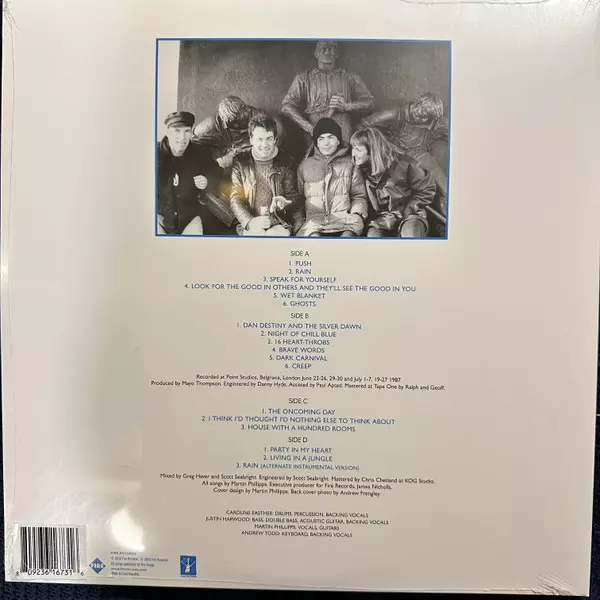 SIDE A
1. PUSH
2. RAIN
3. SPEAK FOR YOURSELF
4. LOOK FOR THE GOOD IN OTHERS AND THEY'LL SEE THE GOOD IN YOU
5. WET BLANKET
6. GHOSTS
SIDE B
1. DAN DESTINY AND THE SILVER DAWN
2. NIGHT OF CHILL BLUE
3. 16 HEART-THROBS
4. BRAVE WORDS
5. DARK CARNIVAL
6. CREEP
Recorded at Point Studios, Belgravia, London June 23-26, 29-30 and July 1-7, 19-27 1987.
Produced by Mayo Thompson. Engineered by Danny Hyde. Assisted by Paul Apted. Mastered at Tape One by Ralph and Geoff.
SIDE C
1. THE ONCOMING DAY
2. I THINK I'D THOUGHT I'D NOTHING ELSE TO THINK ABOUT
3. HOUSE WITH A HUNDRED ROOMS
SIDE D
1. PARTY IN MY HEART
2. LIVING IN A JUNGLE
3. RAIN (ALTERNATE INSTRUMENTAL VERSION)
Mixed by Greg Haver and Scott Seabright. Engineered by Scott Seabright. Mastered by Chris Chetland at KOG Studio.
All songs by Martin Phillipps. Executive producer for Fire Records, James Nicholls.
Cover design by Martin Phillipps. Back cover photo by Andrew Frengley
CAROLINE EASTHER: DRUMS, PERCUSSION, BACKING VOCALS
JUSTIN HARWOOD: BASS, DOUBLE BASS, ACOUSTIC GUITAR, BACKING VOCALS
MARTIN PHILLIPPS: VOCALS, GUITARS
ANDREW TODD: KEYBOARD, BACKING VOCALS
FIRE
8 09236 16731 6